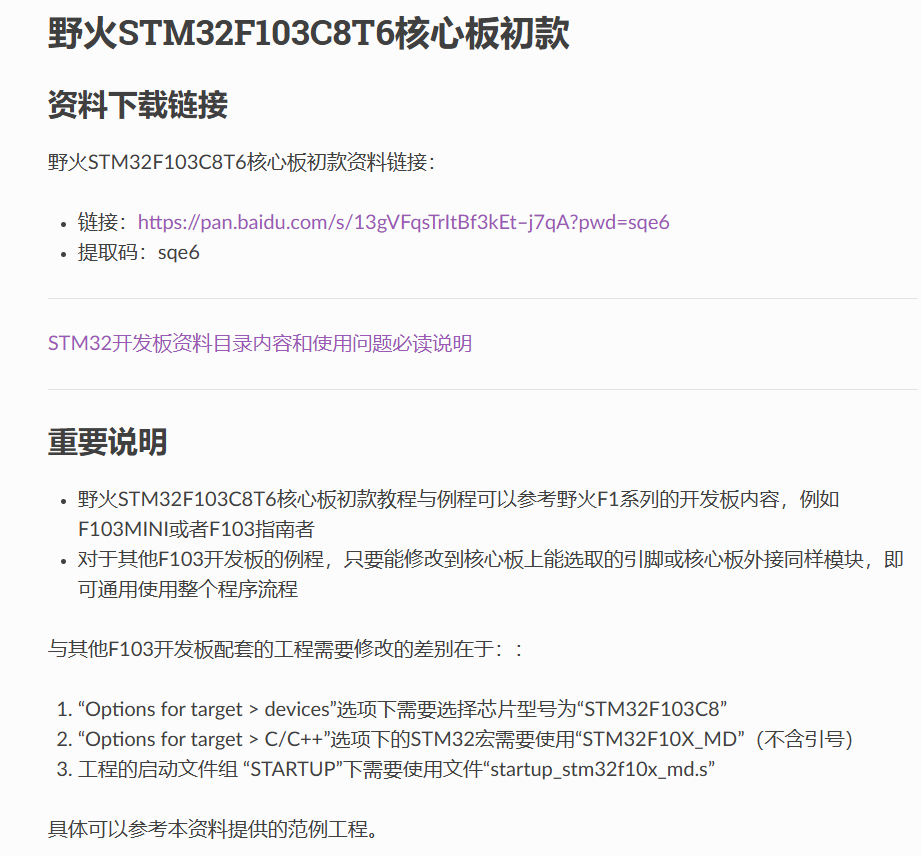 野火STM32F103C8T6核心板初款
资料下载链接
野火STM32F103C8T6核心板初款资料链接：
• 链接：https://pan.baidu.com/s/13gVFqsTrItBf3kEt-j7qA?pwd=sqe6
• 提取码：sqe6
STM32开发板资料目录内容和使用问题必读说明
重要说明
• 野火STM32F103C8T6核心板初款教程与例程可以参考野火F1系列的开发板内容，例如
F103MINI或者F103指南者
• 对于其他F103开发板的例程，只要能修改到核心板上能选取的引脚或核心板外接同样模块，即
可通用使用整个程序流程
与其他F103开发板配套的工程需要修改的差别在于：:
1. “Options for target > devices”选项下需要选择芯片型号为“STM32F103C8”
2. “Options for target > C/C++”选项下的STM32宏需要使用“STM32F10X_MD”（不含引号）
3. 工程的启动文件组 “STARTUP”下需要使用文件“startup_stm32f10x_md.s”
具体可以参考本资料提供的范例工程。